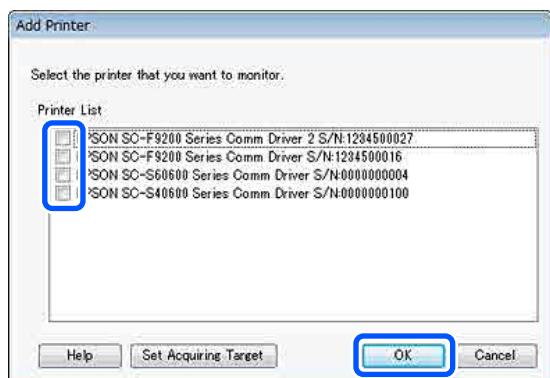 Add Printer
Select the printer that you want to monitor.
Printer List
PSON SC-F9200 Series Comm Driver 2 S/N:1234500027
PSON SC-F9200 Series Comm Driver S/N:1234500016
PSON SC-S60600 Series Comm Driver S/N:0000000004
PSON SC-S40600 Series Comm Driver S/N:0000000100
Help Set Acquiring Target OK Cancel